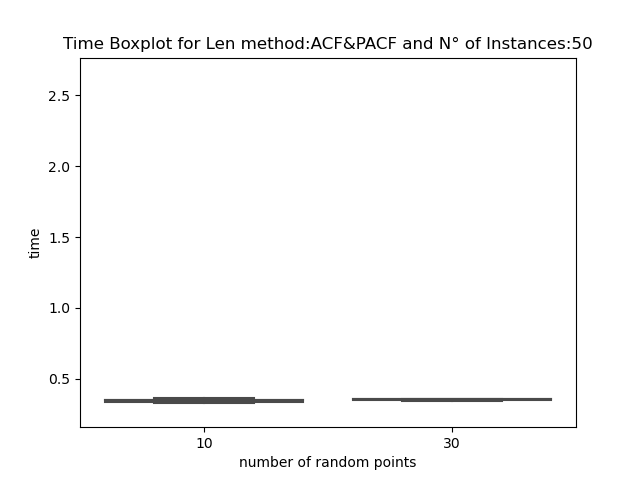 Time Boxplot for Len method:ACF&PACF and N° of Instances:50
2.5
2.0
1.5
1.0
0.5
time
10
30
number of random points